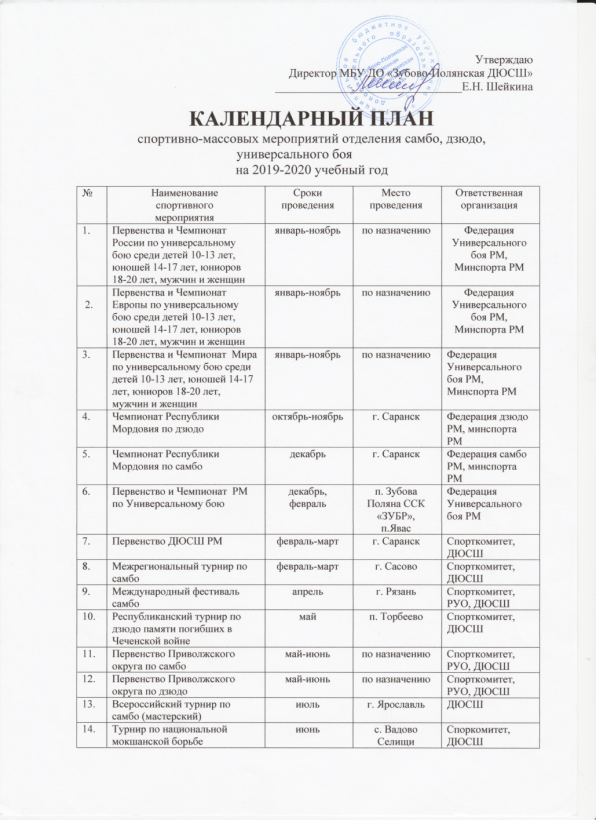 Утверждаю
Директор МБУ ДО «Зубово-Полянская ДЮСШ»
Е.Н. Шейкина
КАЛЕНДАРНЫЙ ПЛАН
спортивно-массовых мероприятий отделения самбо, дзюдо,
универсального боя
на 2019-2020 учебный год
№ Наименование Сроки Место Ответственная
спортивного проведения проведения организация
мероприятия
1. Первенства и Чемпионат январь-ноябрь по назначению Федерация
России по универсальному Универсального
бою среди детей 10-13 лет, боя РМ,
юношей 14-17 лет, юниоров Минспорта РМ
18-20 лет, мужчин и женщин
Первенства и Чемпионат январь-ноябрь по назначению Федерация
2. Европы по универсальному Универсального
бою среди детей 10-13 лет, боя РМ,
юношей 14-17 лет, юниоров Минспорта РМ
18-20 лет, мужчин и женщин
3. Первенства и Чемпионат Мира январь-ноябрь по назначению Федерация
по универсальному бою среди Универсального
детей 10-13 лет, юношей 14-17 боя РМ,
лет, юниоров 18-20 лет, Минспорта РМ
мужчин и женщин
4. Чемпионат Республики октябрь-ноябрь г. Саранск Федерация дзюдо
Мордовия по дзюдо РМ, минспорта
РМ
5. Чемпионат Республики декабрь г. Саранск Федерация самбо
Мордовия по самбо РМ, минспорта
РМ
6. Первенство и Чемпионат РМ декабрь, п. Зубова Федерация
по Универсальному бою февраль Поляна ССК Универсального
«ЗУБР», боя РМ
п.Явас
7. Первенство ДЮСШ РМ февраль-март г. Саранск Спорткомитет,
ДЮСШ
8. Межрегиональный турнир по февраль-март г. Сасово Спорткомитет,
самбо ДЮСШ
9. Международный фестиваль апрель г. Рязань Спорткомитет,
самбо РУО, ДЮСШ
10. Республиканский турнир по май п. Торбеево Спорткомитет,
дзюдо памяти погибших в ДЮСШ
Чеченской войне
11. Первенство Приволжского май-июнь по назначению Спорткомитет,
округа по самбо РУО, ДЮСШ
12. Первенство Приволжского май-июнь по назначению Спорткомитет,
округа по дзюдо РУО, ДЮСШ
13. Всероссийский турнир по июль г. Ярославль ДЮСШ
самбо (мастерский)
14. Турнир по национальной июнь с. Вадово Споркомитет,
мокшанской борьбе Селищи ДЮСШ